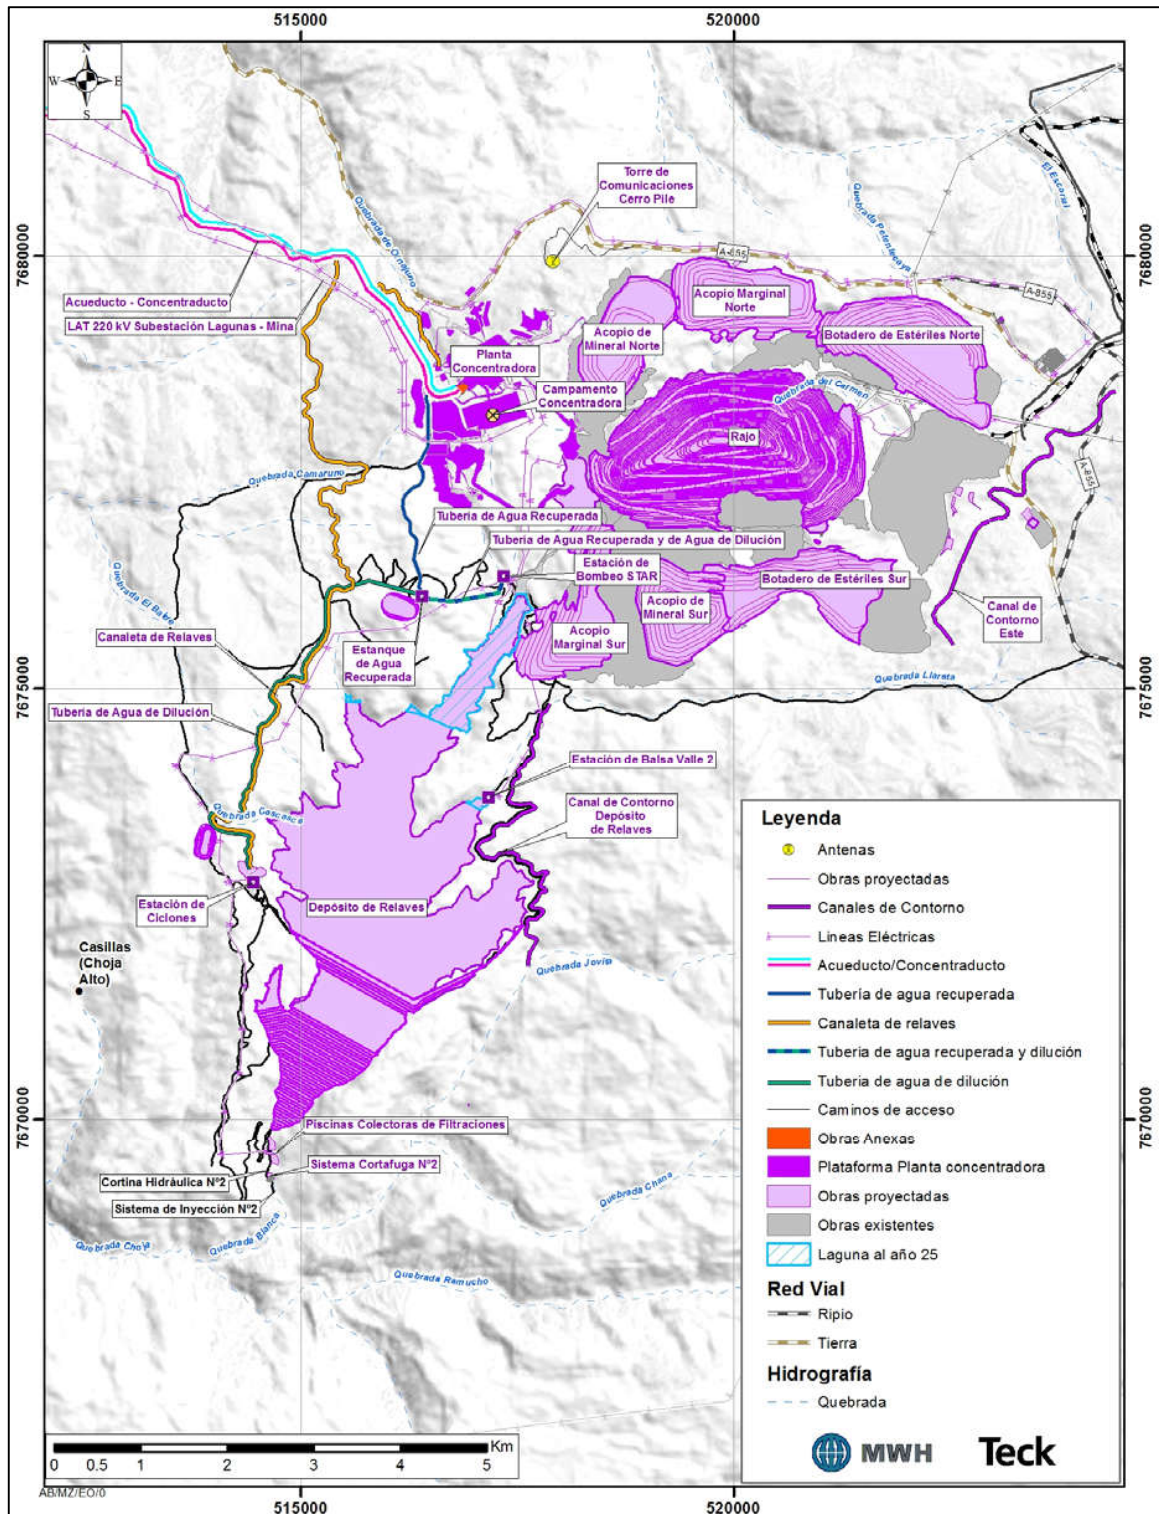 515000
520000
N
W
E
S
Torre de
Comunicaciones
Cerro Pile
El Escorial
Quebrada Pelentecaya
Quebrada de Ornajuno
7680000
7680000
A-855
A-855
Acueducto - Concentraducto
LAT 220 kV Subestación Lagunas - Mina
Acopio Marginal
Norte
Acopio de
Mineral Norte
Botadero de Estériles Norte
Planta
Concentradora
Campamento
Concentradora
Quebrada del Carmen
Rajo
Quebrada Camaruno
A-855
Tubería de Agua Recuperada
Tubería de Agua Recuperada y de Agua de Dilución
Estación de
Bombeo STAR
Botadero de Estériles Sur
Quebrada El Babe
Acopio de
Mineral Sur
Canal de
Contorno
Este
Canaleta de Relaves
Acopio
Marginal Sur
Estanque
de Agua
Recuperada
Quebrada Llareta
7675000
7675000
Tubería de Agua de Dilución
Estación de Balsa Valle 2
Canal de Contorno
Depósito
de Relaves
Quebrada Cascasca
Estación de
Ciclones
Depósito de Relaves
Casillas
(Choja
Alto)
Quebrada Jovita
7670000
7670000
Piscinas Colectoras de Filtraciones
Sistema Cortafuga N°2
Cortina Hidráulica N°2
Sistema de Inyección N°2
Quebrada Chana
Quebrada Blanca
Quebrada Choja
Quebrada Ramucho
Leyenda
Antenas
Obras proyectadas
Canales de Contorno
Lineas Eléctricas
Acueducto/Concentraducto
Tubería de agua recuperada
Canaleta de relaves
Tuberia de agua recuperada y dilución
Tuberia de agua de dilución
Caminos de acceso
Obras Anexas
Plataforma Planta concentradora
Obras proyectadas
Obras existentes
Laguna al año 25
Red Vial
Ripio
Tierra
Hidrografía
Quebrada
MWH
Teck
Km
0 0.5 1 2 3 4 5
AB/MZ/EO/0
515000
520000